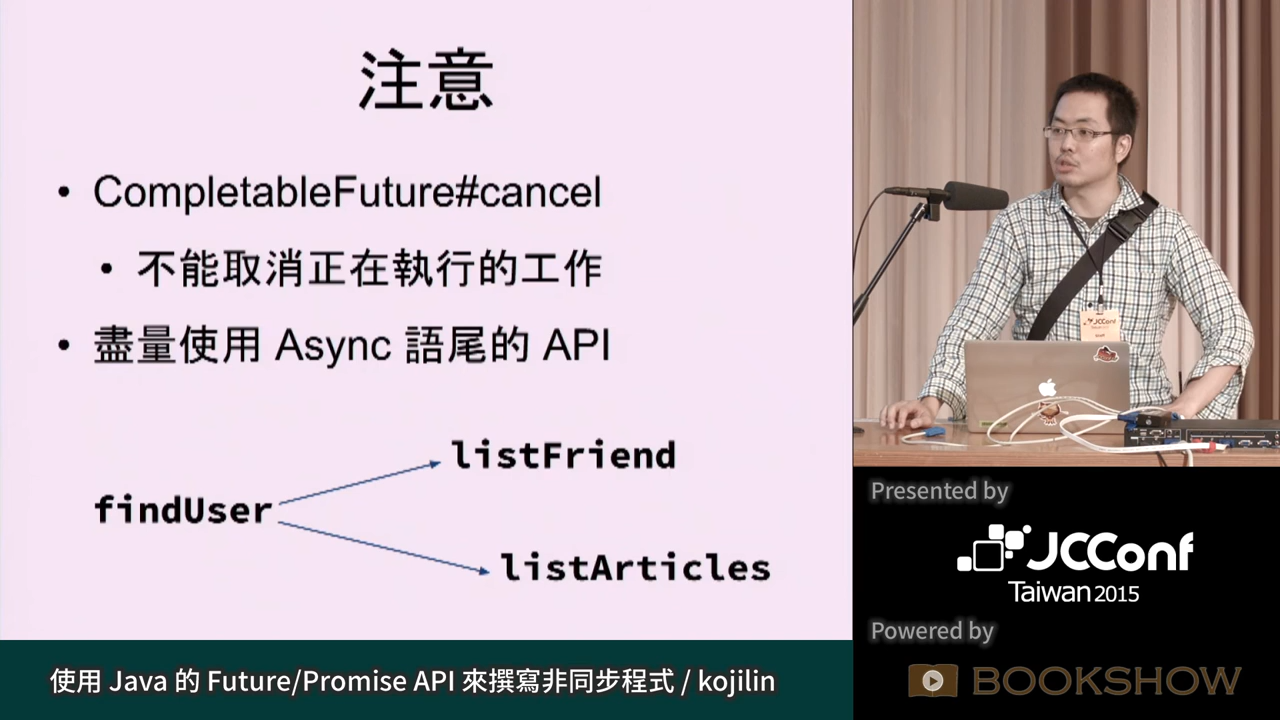 注意
• CompletableFuture#cancel
• 不能取消正在執行的工作
• 盡量使用 Async 語尾的 API
listFriend
findUser
listArticles
JCConf
Presented by
JCConf
Taiwan 2015
Powered by
BOOKSHOW
使用 Java 的 Future/Promise API 來撰寫非同步程式 / kojilin